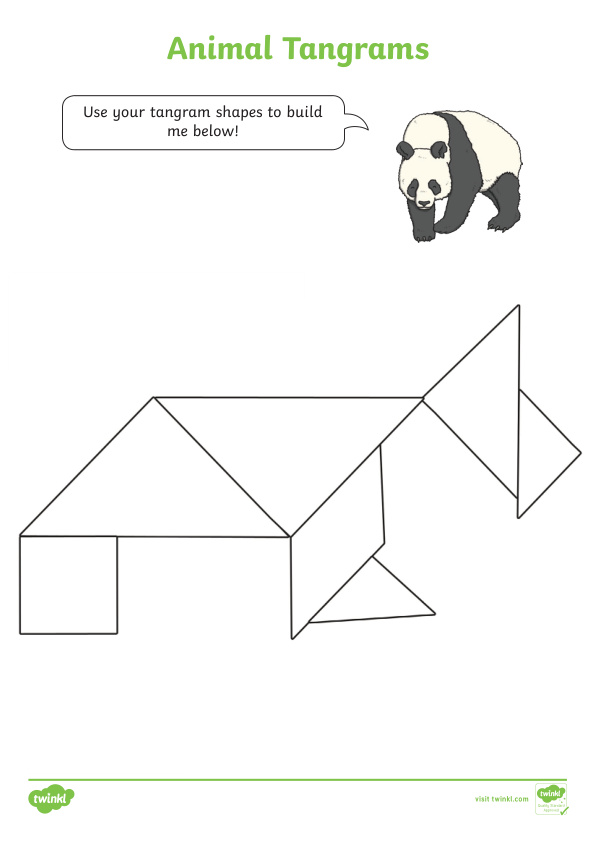 Animal Tangrams
Use your tangram shapes to build
me below!
twinkl
visit twinkl.com
twinkl
Quality Standard
Approved